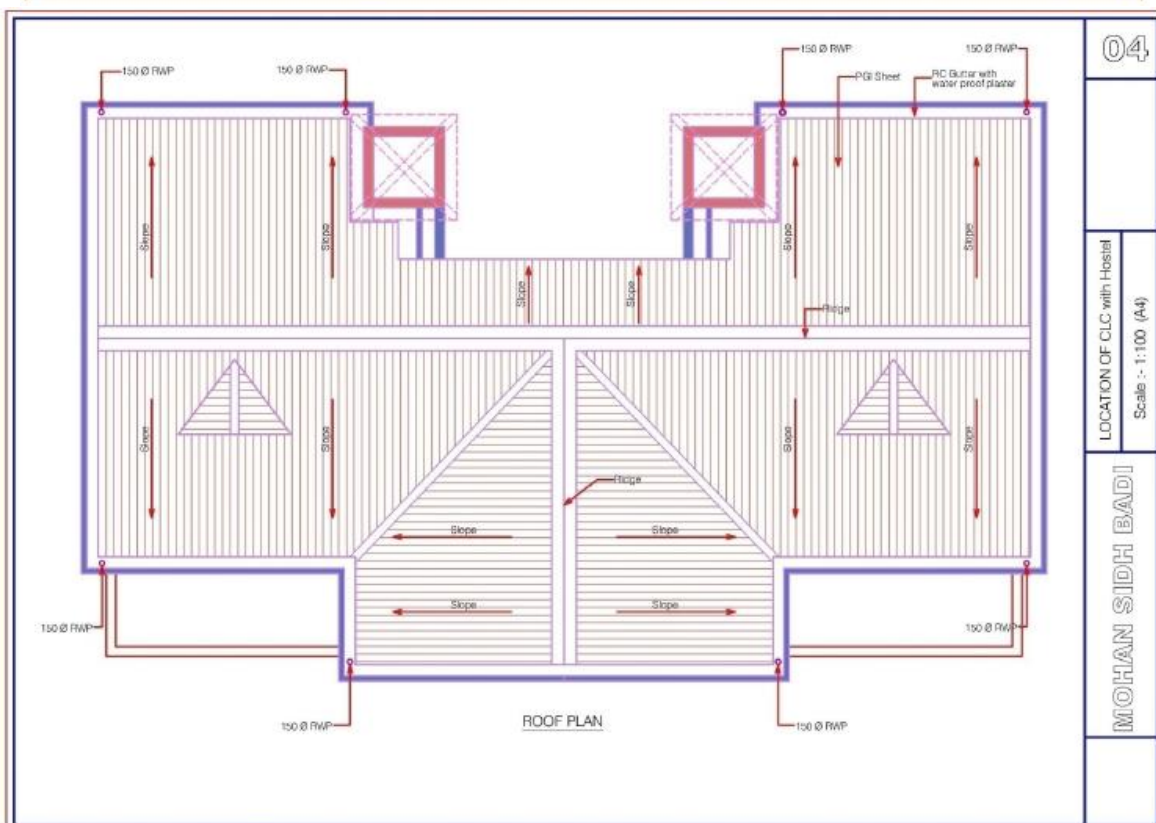 150 Ø RWP
150 Ø RWP
150 Ø RWP
150 Ø RWP
PGI Sheet
RC Gutter with
water proof plaster
Slope
Slope
Slope
Slope
Slope
Slope
Ridge
Slope
Slope
Slope
Slope
Ridge
Slope
Slope
Slope
Slope
150 Ø RWP
150 Ø RWP
150 Ø RWP
150 Ø RWP
ROOF PLAN
04
LOCATION OF CLC with Hostel
Scale :- 1:100 (A4)
MOHAN SIDH BADI